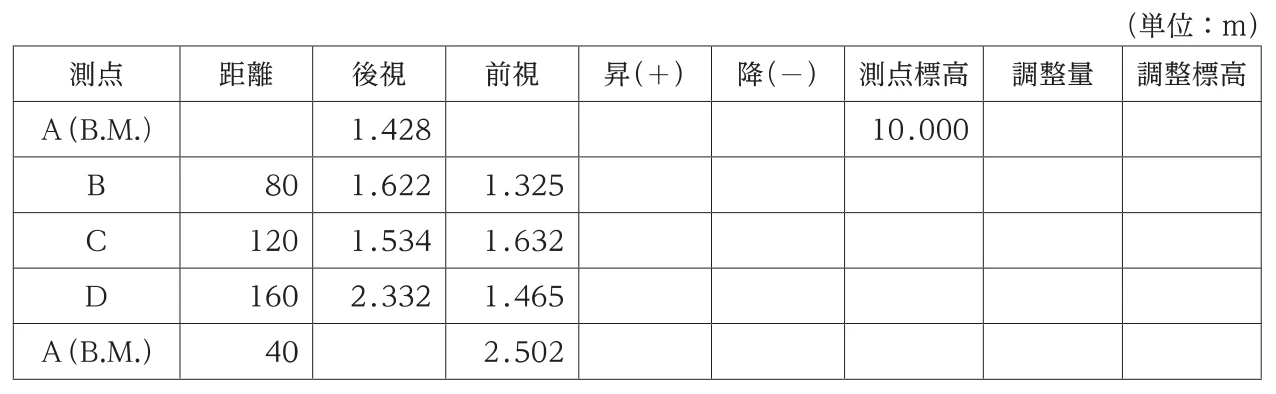 (単位：m)
測点 距離 後視 前視 昇(＋) 降(－) 測点標高 調整量 調整標高
A(B.M.) 1.428 10.000
B 80 1.622 1.325
C 120 1.534 1.632
D 160 2.332 1.465
A(B.M.) 40 2.502